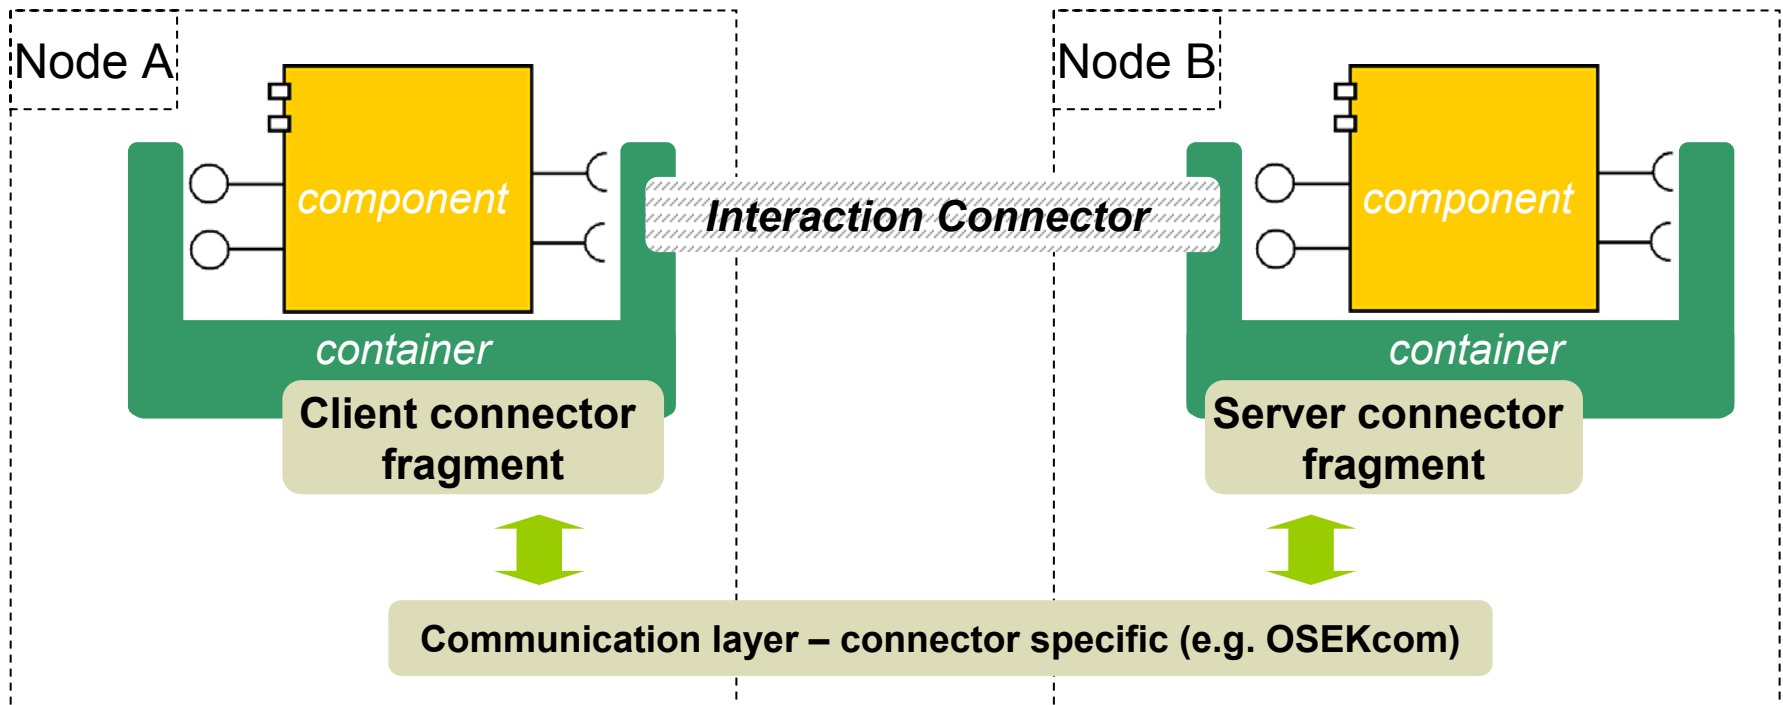 Node A
Node B
component
Interaction Connector
component
container
container
Client connector
fragment
Server connector
fragment
Communication layer – connector specific (e.g. OSEKcom)